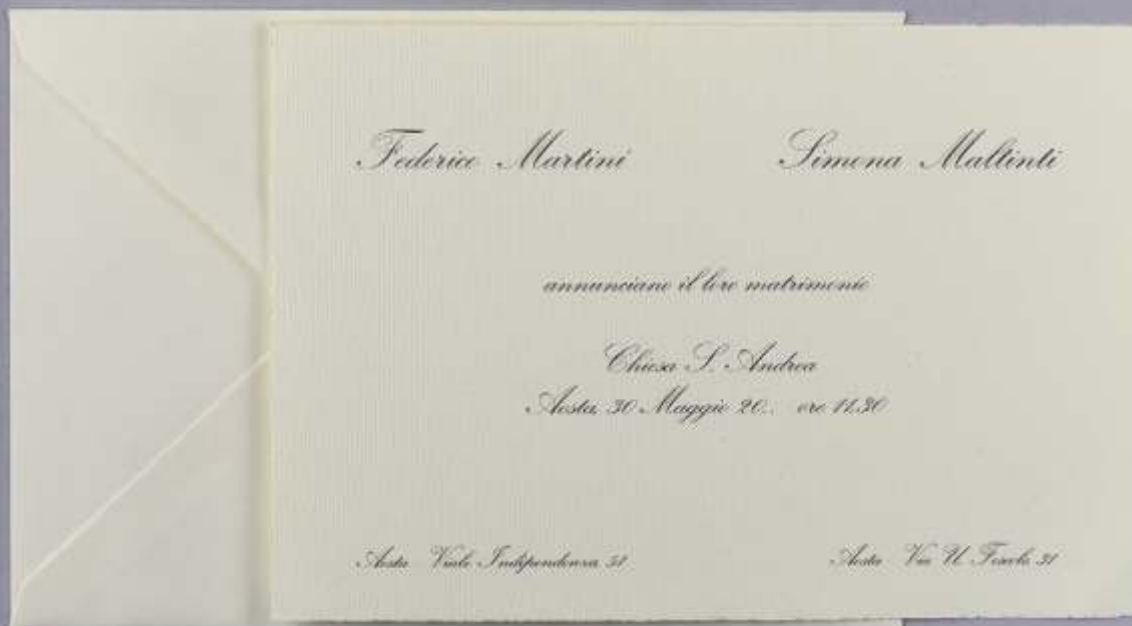 Federico Martini Simona Maltinti
annunciano il loro matrimonio
Chiesa S. Andrea
Aosta, 30 Maggio 20.. ore 11.30
Aosta Viale Indipendenza 51 Aosta Via U. Foscolo 31